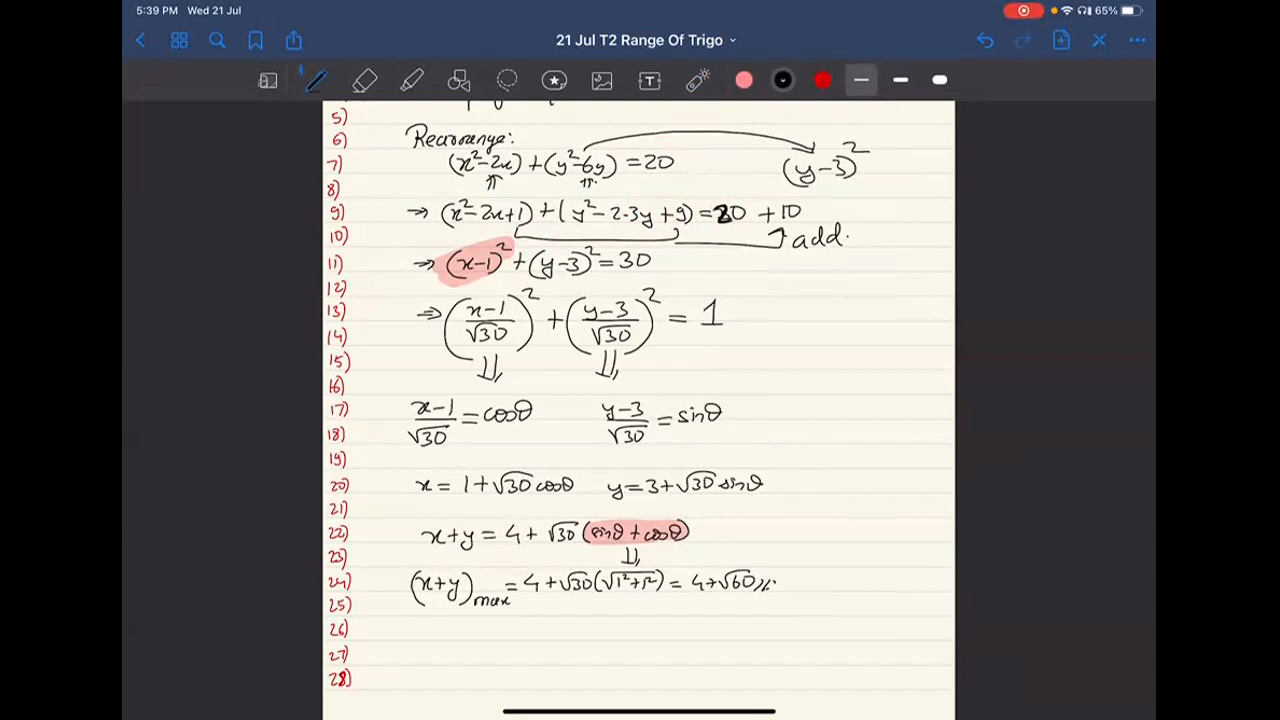 5:39 PM Wed 21 Jul
65%
21 Jul T2 Range Of Trigo
5)
6) Rearrange:
7) (x²-2x) + (y²-6y) = 20 (y-3)²
8)
9) ⇒ (x²-2x+1) + (y²-2·3y+9) = 20 +10
10) add.
11) ⇒ (x-1)² + (y-3)² = 30
12)
13) ⇒ ((x-1)/√30)² + ((y-3)/√30)² = 1
14)
15)
16)
17) (x-1)/√30 = cosθ (y-3)/√30 = sinθ
18)
19)
20) x = 1+√30 cosθ y = 3+√30 sinθ
21)
22) x+y = 4 + √30 (sinθ + cosθ)
23)
24) (x+y)max = 4 + √30(√1²+1²) = 4+√60
25)
26)
27)
28)